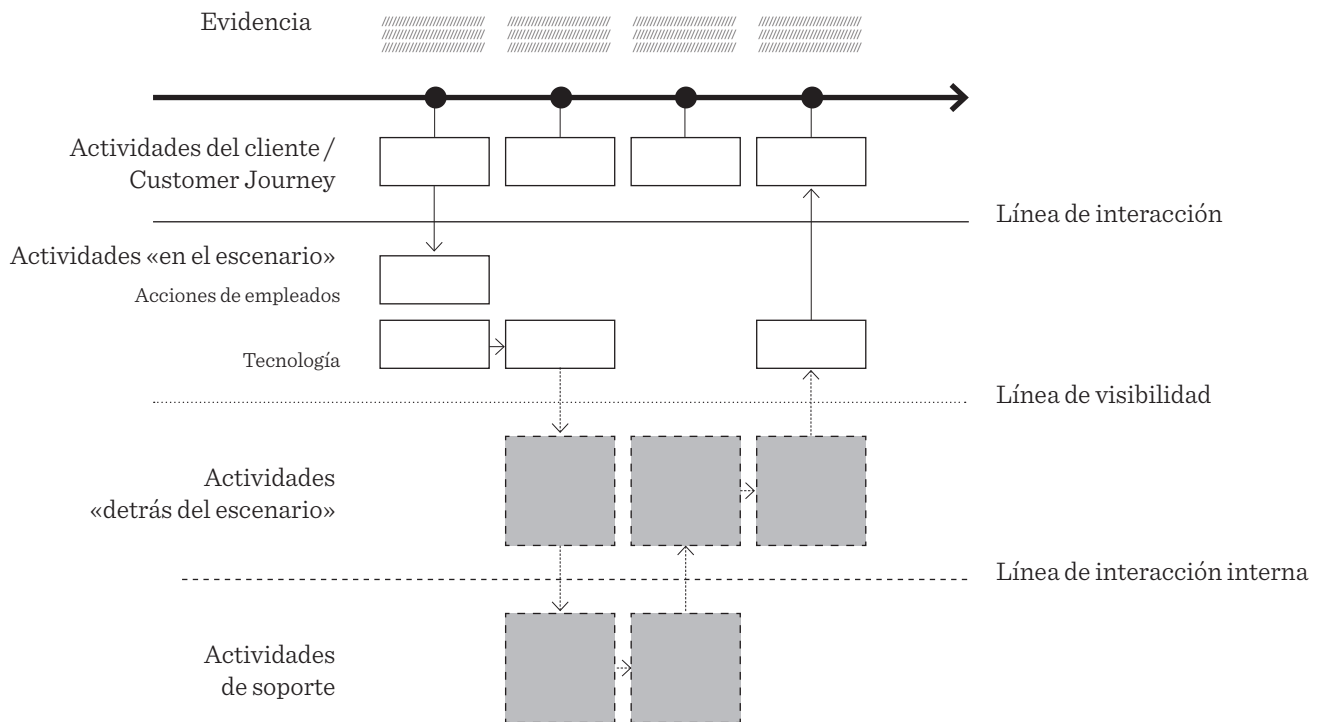 Evidencia
Actividades del cliente /
Customer Journey
Línea de interacción
Actividades «en el escenario»
Acciones de empleados
Tecnología
Línea de visibilidad
Actividades
«detrás del escenario»
Línea de interacción interna
Actividades
de soporte